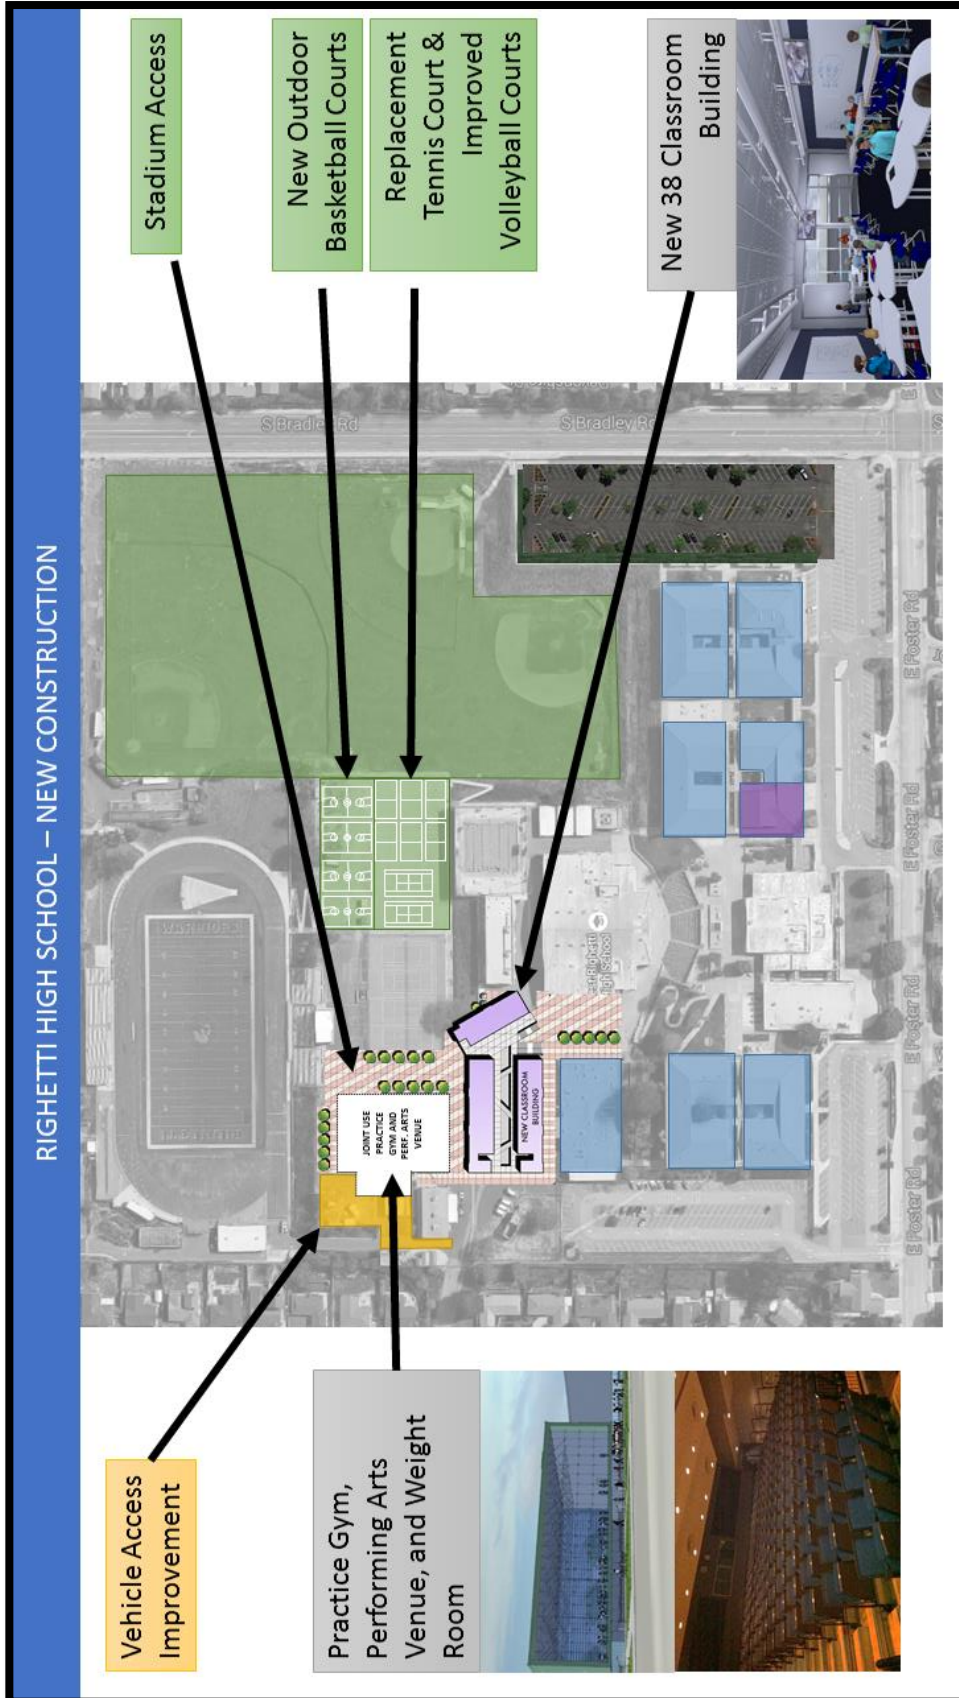 RIGHETTI HIGH SCHOOL – NEW CONSTRUCTION
Vehicle Access
Improvement
Stadium Access
New Outdoor
Basketball Courts
Replacement
Tennis Court &
Improved
Volleyball Courts
New 38 Classroom
Building
Practice Gym,
Performing Arts
Venue, and Weight
Room
JOINT USE
PRACTICE
GYM AND
PERF. ARTS
VENUE
NEW CLASSROOM
BUILDING
WARRIORS
S Bradley Rd
S Bradley Rd
est Righetti
High School
E Foster Rd
E Foster Rd
E Foster Rd
E Foster Rd